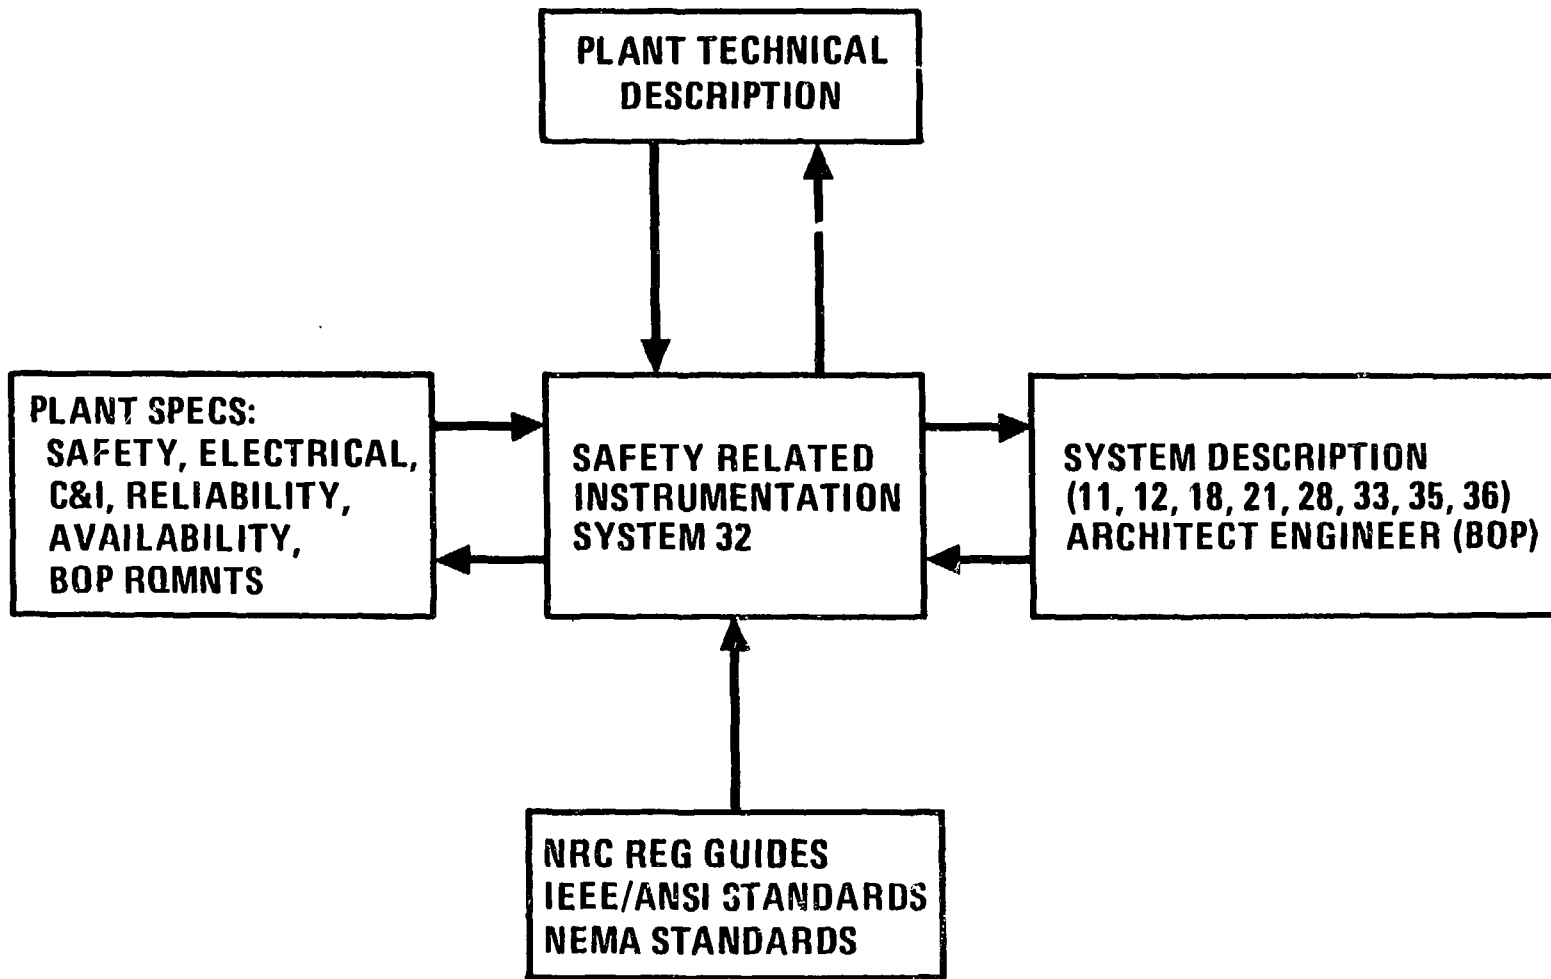 PLANT TECHNICAL
DESCRIPTION
PLANT SPECS:
SAFETY, ELECTRICAL,
C&I, RELIABILITY,
AVAILABILITY,
BOP RQMNTS
SAFETY RELATED
INSTRUMENTATION
SYSTEM 32
SYSTEM DESCRIPTION
(11, 12, 18, 21, 28, 33, 35, 36)
ARCHITECT ENGINEER (BOP)
NRC REG GUIDES
IEEE/ANSI STANDARDS
NEMA STANDARDS